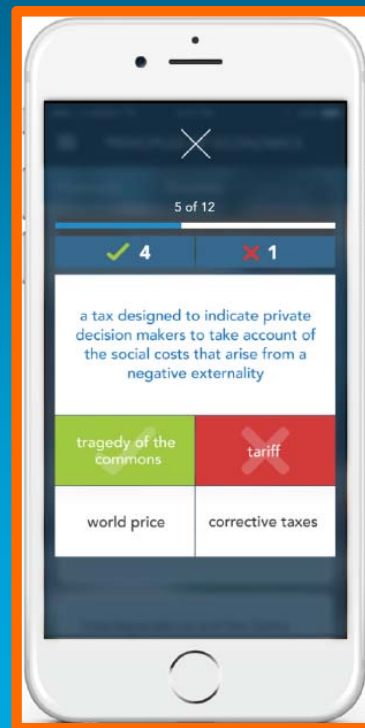 5 of 12
4
1
a tax designed to indicate private
decision makers to take account of
the social costs that arise from a
negative externality
tragedy of the
commons
tariff
world price
corrective taxes